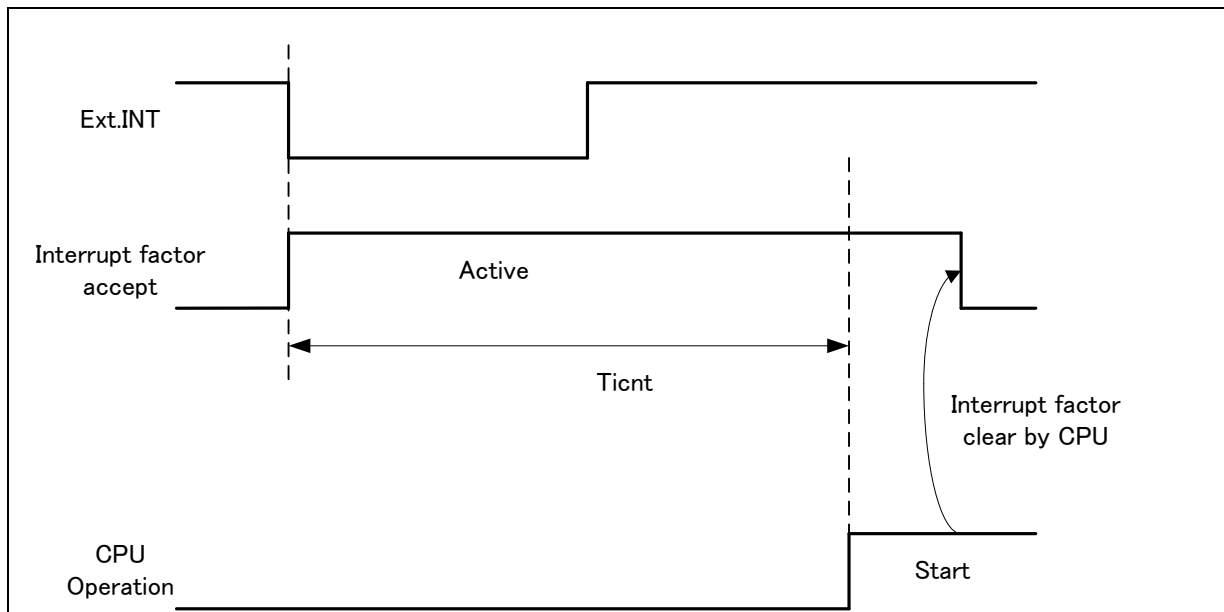 Ext.INT
Interrupt factor
accept
Active
Ticnt
Interrupt factor
clear by CPU
CPU
Operation
Start